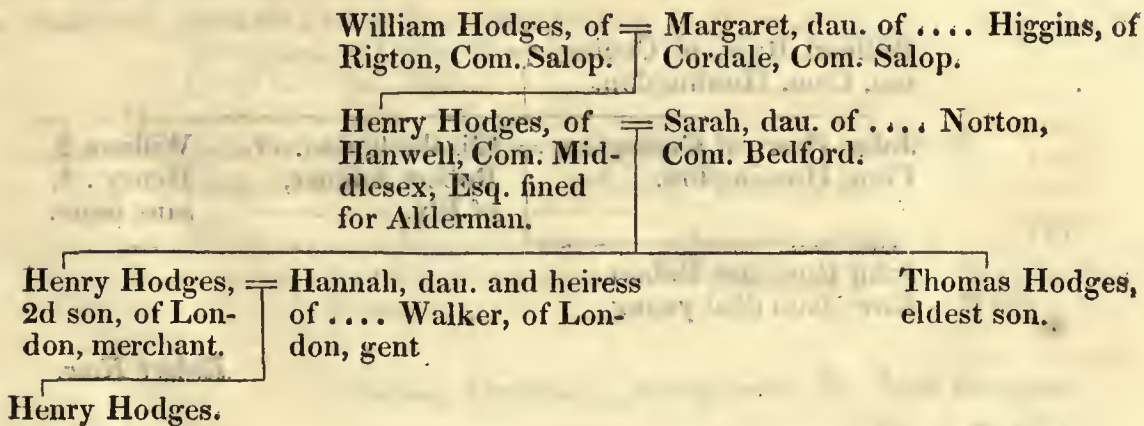 William Hodges, of = Margaret, dau. of .... Higgins, of
Rigton, Com. Salop. Cordale, Com. Salop.
Henry Hodges, of = Sarah, dau. of .... Norton,
Hanwell, Com. Mid- Com. Bedford.
dlesex, Esq. fined
for Alderman.
Henry Hodges, = Hannah, dau. and heiress Thomas Hodges,
2d son, of Lon- of .... Walker, of Lon- eldest son.
don, merchant. don, gent
Henry Hodges.